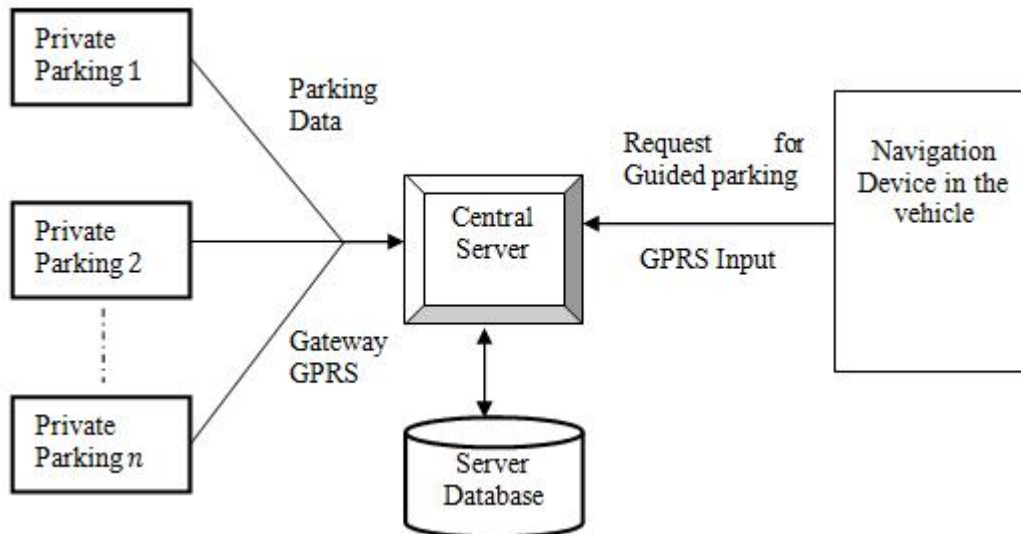 Private
Parking 1
Parking
Data
Private
Parking 2
Gateway
GPRS
Private
Parking n
Central
Server
Server
Database
Request for
Guided parking
GPRS Input
Navigation
Device in the
vehicle